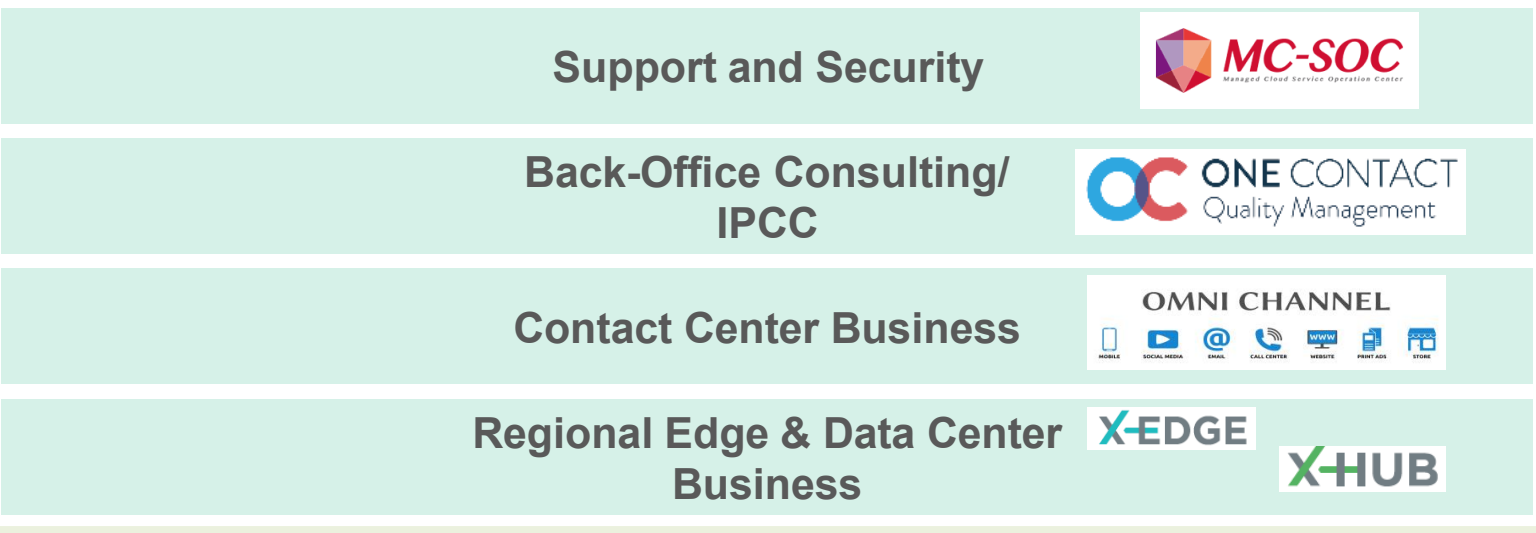 Support and Security
MC-SOC
Managed Cloud Service Operation Center
Back-Office Consulting/
IPCC
OC ONE CONTACT
Quality Management
Contact Center Business
OMNI CHANNEL
MOBILE SOCIAL MEDIA EMAIL CALL CENTER WEBSITE PRINT ADS STORE
WWW
Regional Edge & Data Center
Business
X-EDGE
X-HUB